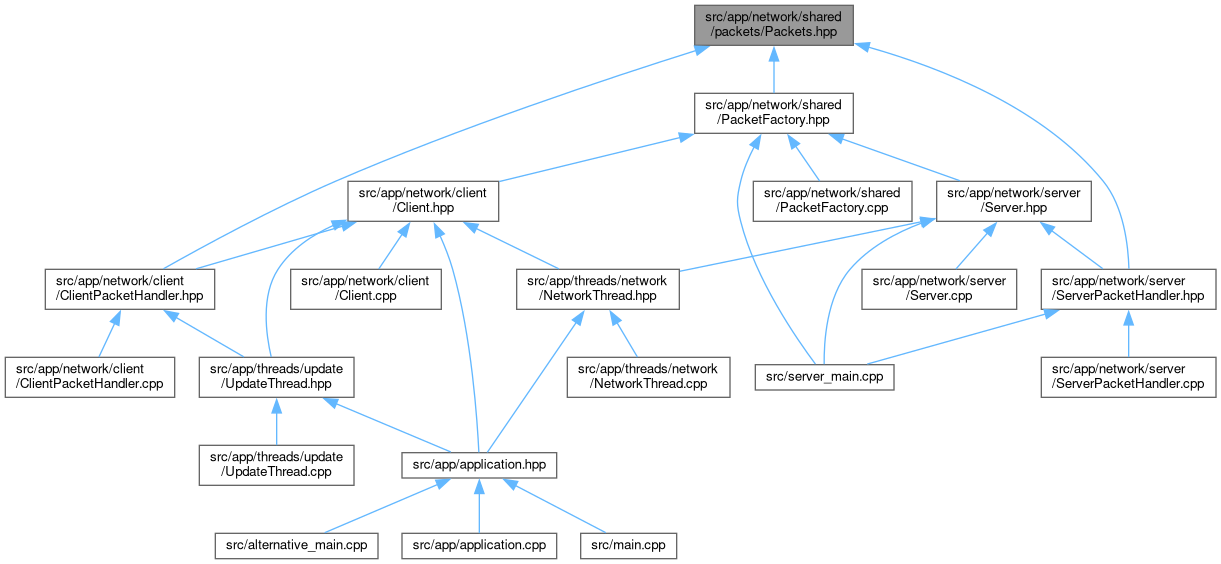 src/app/network/shared
/packets/Packets.hpp
src/app/network/shared
/PacketFactory.hpp
src/app/network/client
/Client.hpp
src/app/network/shared
/PacketFactory.cpp
src/app/network/server
/Server.hpp
src/app/network/client
/ClientPacketHandler.hpp
src/app/network/client
/Client.cpp
src/app/threads/network
/NetworkThread.hpp
src/app/network/server
/Server.cpp
src/app/network/server
/ServerPacketHandler.hpp
src/app/network/client
/ClientPacketHandler.cpp
src/app/threads/update
/UpdateThread.hpp
src/app/threads/network
/NetworkThread.cpp
src/server_main.cpp
src/app/network/server
/ServerPacketHandler.cpp
src/app/threads/update
/UpdateThread.cpp
src/app/application.hpp
src/alternative_main.cpp
src/app/application.cpp
src/main.cpp